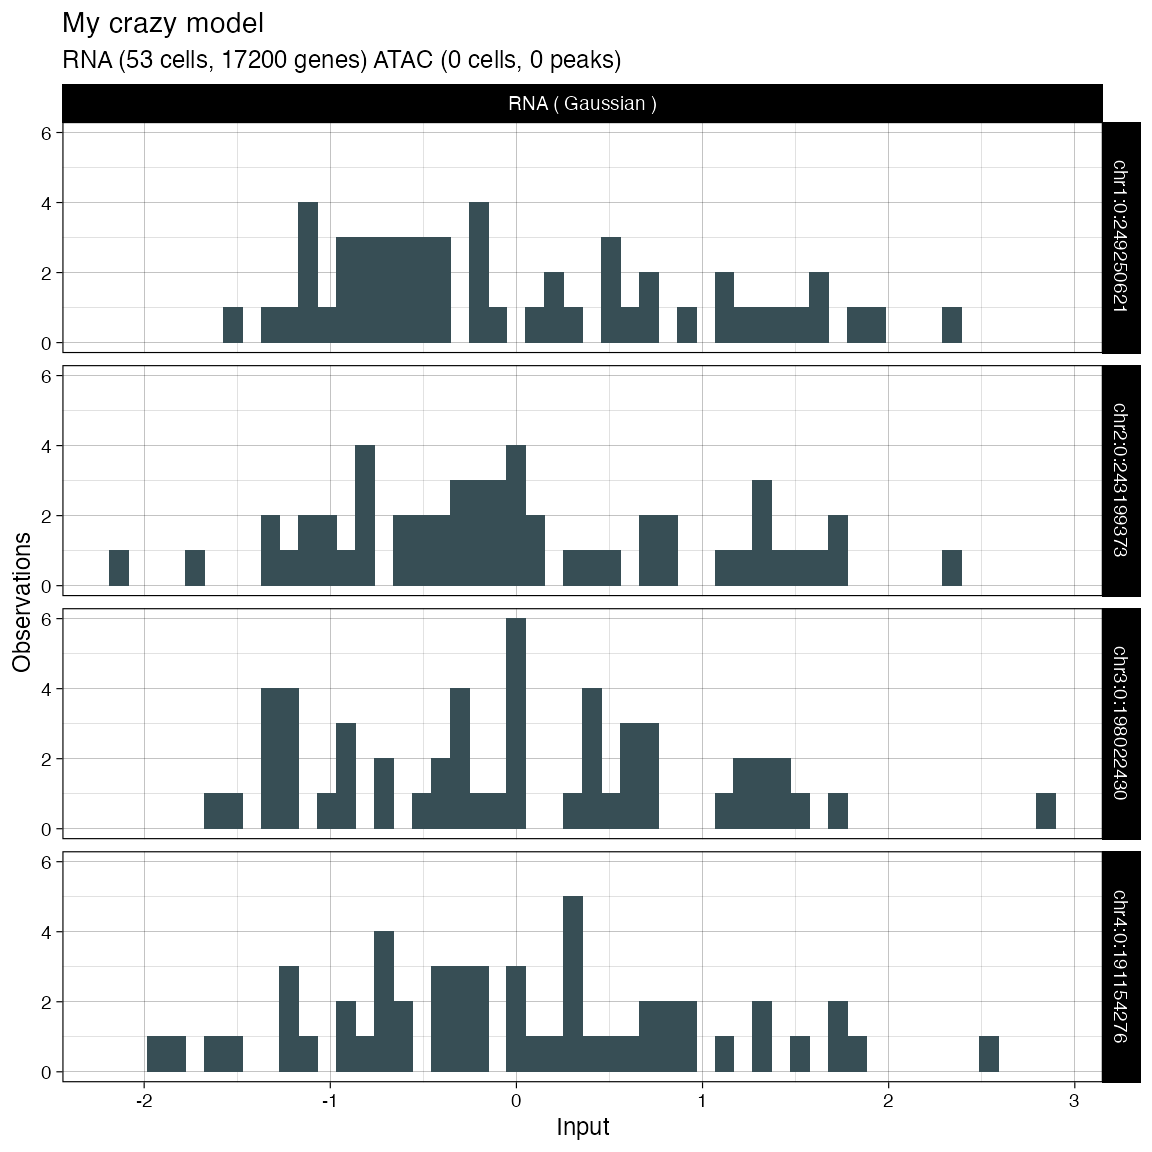 My crazy model
RNA (53 cells, 17200 genes) ATAC (0 cells, 0 peaks)
RNA ( Gaussian )
6
4
2
0
chr1:0:249250621
6
4
2
0
chr2:0:243199373
6
4
2
0
chr3:0:198022430
6
4
2
0
chr4:0:191154276
Observations
-2
-1
0
1
2
3
Input